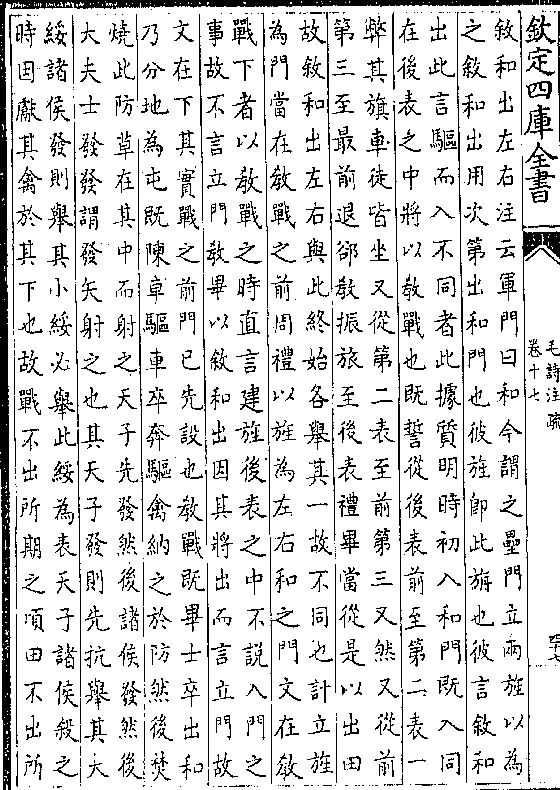 欽定四庫全書
毛詩注疏
卷十七
敘和出左右注云軍門曰和今謂之壘門立兩旌以為
之敘和出用次第出和門也彼旌即此旃也彼言敘和
出此言驅而入不同者此據質明時初入和門既入同
在後表之中將以教戰也既誓從後表前至第二表一
弊其旗車徒皆坐又從第二表至前第三又然又從前
第三至最前退郤教振旅至後表禮畢當從是以出田
故敘和出左右與此終始各舉其一故不同也計立旌
為門當在教戰之前周禮以旌為左右和之門文在教
戰下者以教戰之時直言建旌後表之中不說入門之
事故不言立門教畢以敘和出因其將出而言立門故
文在下其實戰之前門已先設也教戰既畢士卒出和
乃分地為屯既陳車驅車卒奔驅禽納之於防然後焚
燒此防草在其中而射之天子先發然後諸侯發然後
大夫士發發謂發矢射之也其天子發則先抗舉其大
綏諸侯發則舉其小綏必舉此綏為表天子諸侯殺之
時因獻其禽於其下也故戰不出所期之頃田不出所